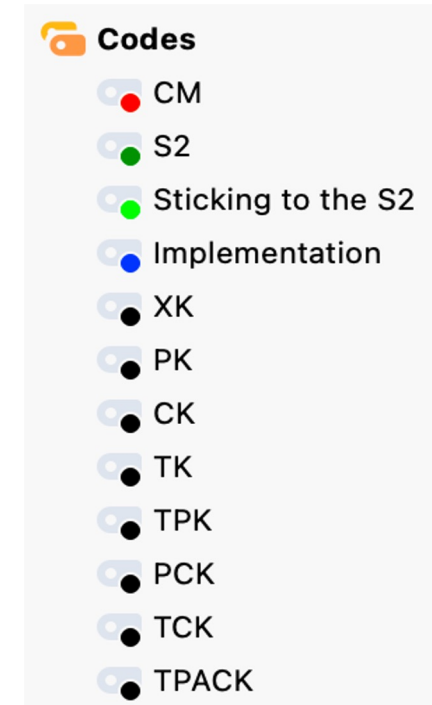 Codes
CM
S2
Sticking to the S2
Implementation
XK
PK
CK
TK
TPK
PCK
TCK
TPACK